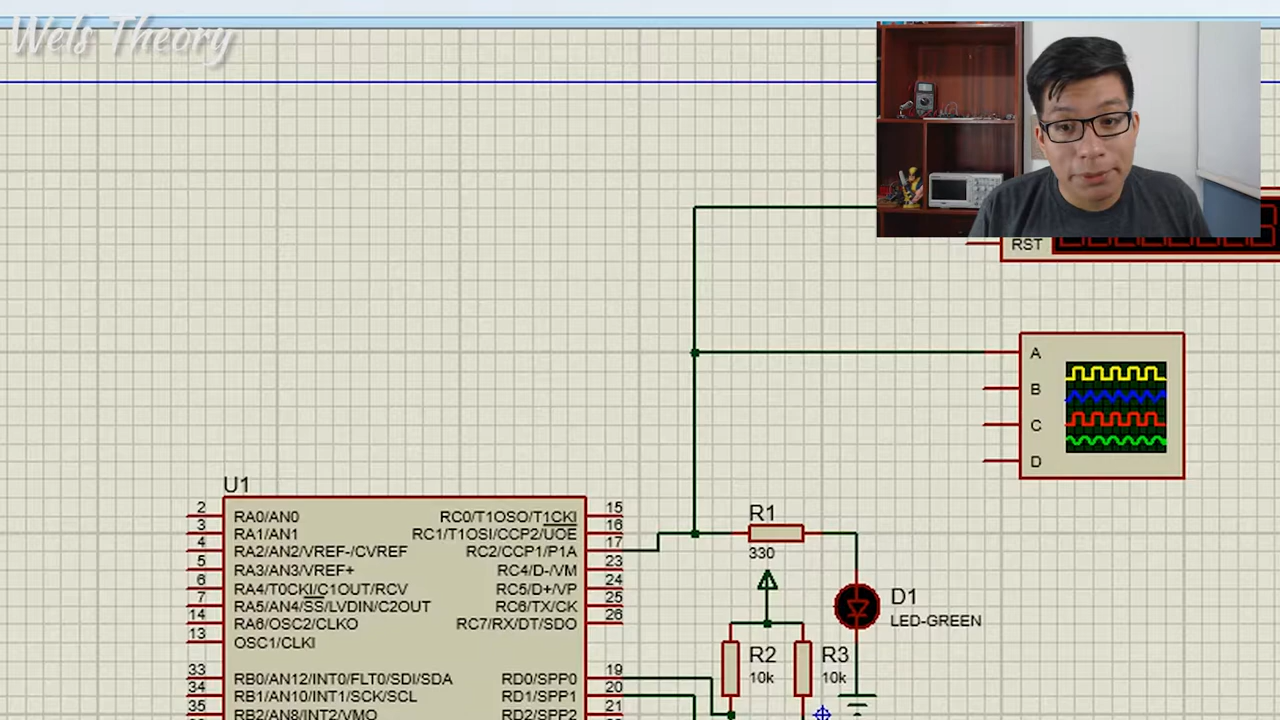 Wels Theory
RST
A
B
C
D
U1
2 RA0/AN0 RC0/T1OSO/T1CKI 15
3 RA1/AN1 RC1/T1OSI/CCP2/UOE 16
4 RA2/AN2/VREF-/CVREF RC2/CCP1/P1A 17
5 RA3/AN3/VREF+ RC4/D-/VM 23
6 RA4/T0CKI/C1OUT/RCV RC5/D+/VP 24
7 RA5/AN4/SS/LVDIN/C2OUT RC6/TX/CK 25
14 RA6/OSC2/CLKO RC7/RX/DT/SDO 26
13 OSC1/CLKI
33 RB0/AN12/INT0/FLT0/SDI/SDA RD0/SPP0 19
34 RB1/AN10/INT1/SCK/SCL RD1/SPP1 20
35 RB2/AN8/INT2/VMO RD2/SPP2 21
R1
330
D1
LED-GREEN
R2
10k
R3
10k